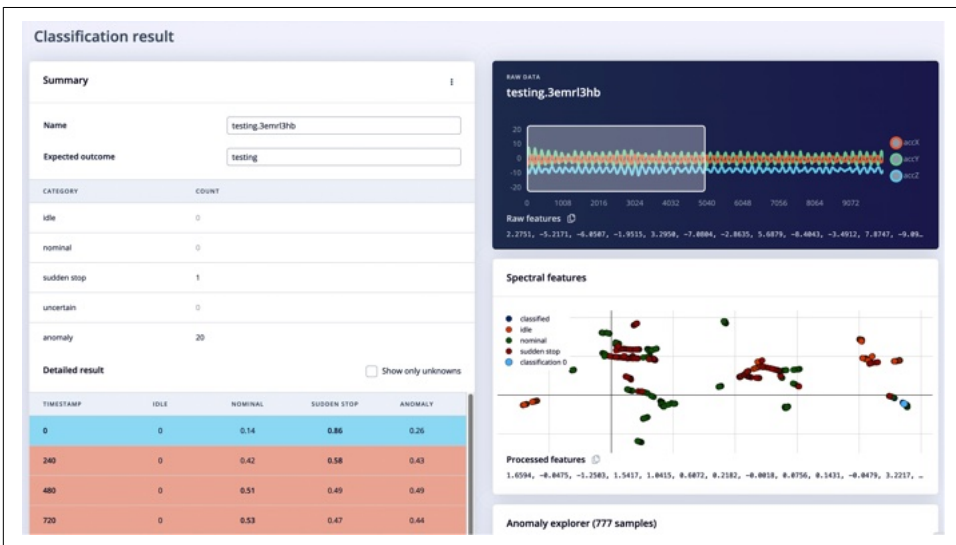 Classification result
Summary
Name testing.3emrl3hb
Expected outcome testing
CATEGORY COUNT
idle 0
nominal 0
sudden stop 1
uncertain 0
anomaly 20
Detailed result Show only unknowns
TIMESTAMP IDLE NOMINAL SUDDEN STOP ANOMALY
0 0 0.14 0.86 0.26
240 0 0.42 0.58 0.43
480 0 0.51 0.49 0.49
720 0 0.53 0.47 0.44
RAW DATA
testing.3emrl3hb
20
10
0
-10
-20
accX
accY
accZ
0 1008 2016 3024 4032 5040 6048 7056 8064 9072
Raw features
2.2751, -5.2171, -6.0507, -1.9515, 3.2950, -7.0804, -2.8635, 5.6879, -8.4043, -3.4912, 7.8747, -9.09…
Spectral features
classified
idle
nominal
sudden stop
classification 0
Processed features
1.6594, -0.0475, -1.2503, 1.5417, 1.0415, 0.6072, 0.2182, -0.0018, 0.0756, 0.1431, -0.0479, 3.2217, …
Anomaly explorer (777 samples)